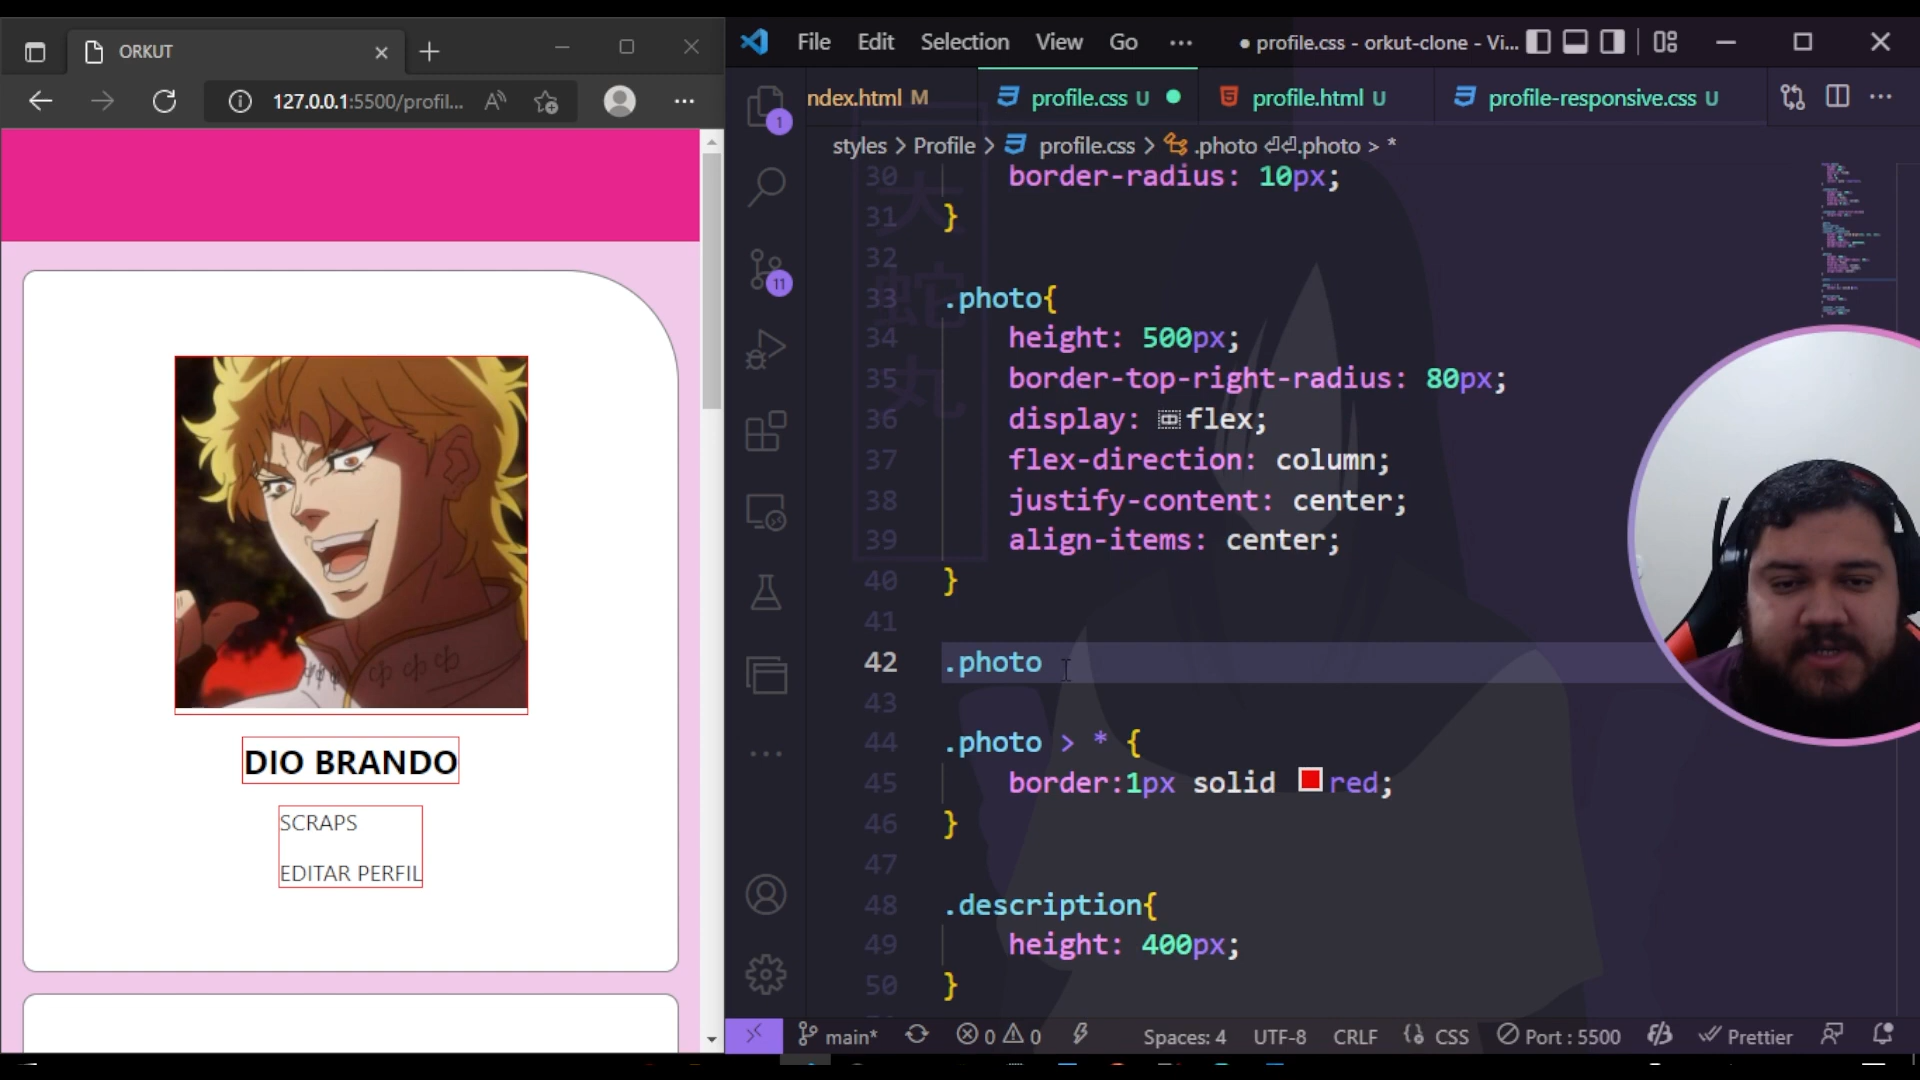 ORKUT
127.0.0.1:5500/profil...
DIO BRANDO
SCRAPS
EDITAR PERFIL
File Edit Selection View Go ··· ● profile.css - orkut-clone - Vi...
ndex.html M profile.css U ● profile.html U profile-responsive.css U
styles > Profile > profile.css > .photo ⏎⏎.photo > *
1
11
大蛇丸
30 border-radius: 10px;
31 }
32
33 .photo{
34 height: 500px;
35 border-top-right-radius: 80px;
36 display: flex;
37 flex-direction: column;
38 justify-content: center;
39 align-items: center;
40 }
41
42 .photo
43
44 .photo > * {
45 border:1px solid red;
46 }
47
48 .description{
49 height: 400px;
50 }
main* 0 0 Spaces: 4 UTF-8 CRLF CSS Port : 5500 Prettier